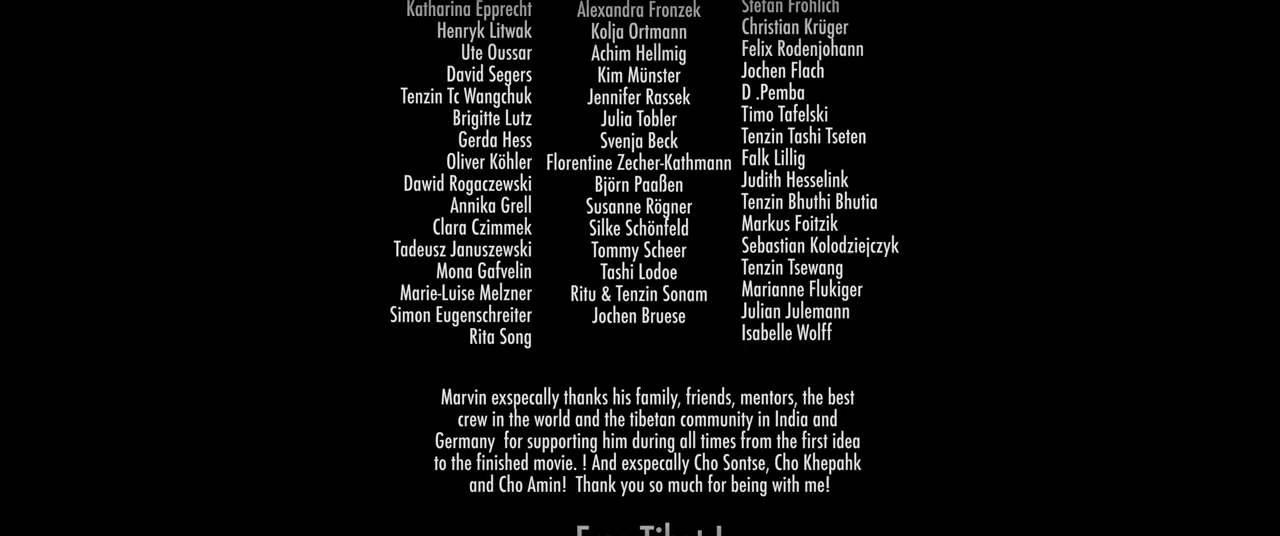 Katharina Epprecht
Henryk Litwak
Ute Oussar
David Segers
Tenzin Tc Wangchuk
Brigitte Lutz
Gerda Hess
Oliver Köhler
Dawid Rogaczewski
Annika Grell
Clara Czimmek
Tadeusz Januszewski
Mona Gafvelin
Marie-Luise Melzner
Simon Eugenschreiter
Rita Song
Alexandra Fronzek
Kolja Ortmann
Achim Hellmig
Kim Münster
Jennifer Rassek
Julia Tobler
Svenja Beck
Florentine Zecher-Kathmann
Björn Paaßen
Susanne Rögner
Silke Schönfeld
Tommy Scheer
Tashi Lodoe
Ritu & Tenzin Sonam
Jochen Bruese
Stefan Fröhlich
Christian Krüger
Felix Rodenjohann
Jochen Flach
D .Pemba
Timo Tafelski
Tenzin Tashi Tseten
Falk Lillig
Judith Hesselink
Tenzin Bhuthi Bhutia
Markus Foitzik
Sebastian Kolodziejczyk
Tenzin Tsewang
Marianne Flukiger
Julian Julemann
Isabelle Wolff
Marvin exspecally thanks his family, friends, mentors, the best
crew in the world and the tibetan community in India and
Germany  for supporting him during all times from the first idea
to the finished movie. ! And exspecally Cho Sontse, Cho Khepahk
and Cho Amin!  Thank you so much for being with me!
Free Tibet !